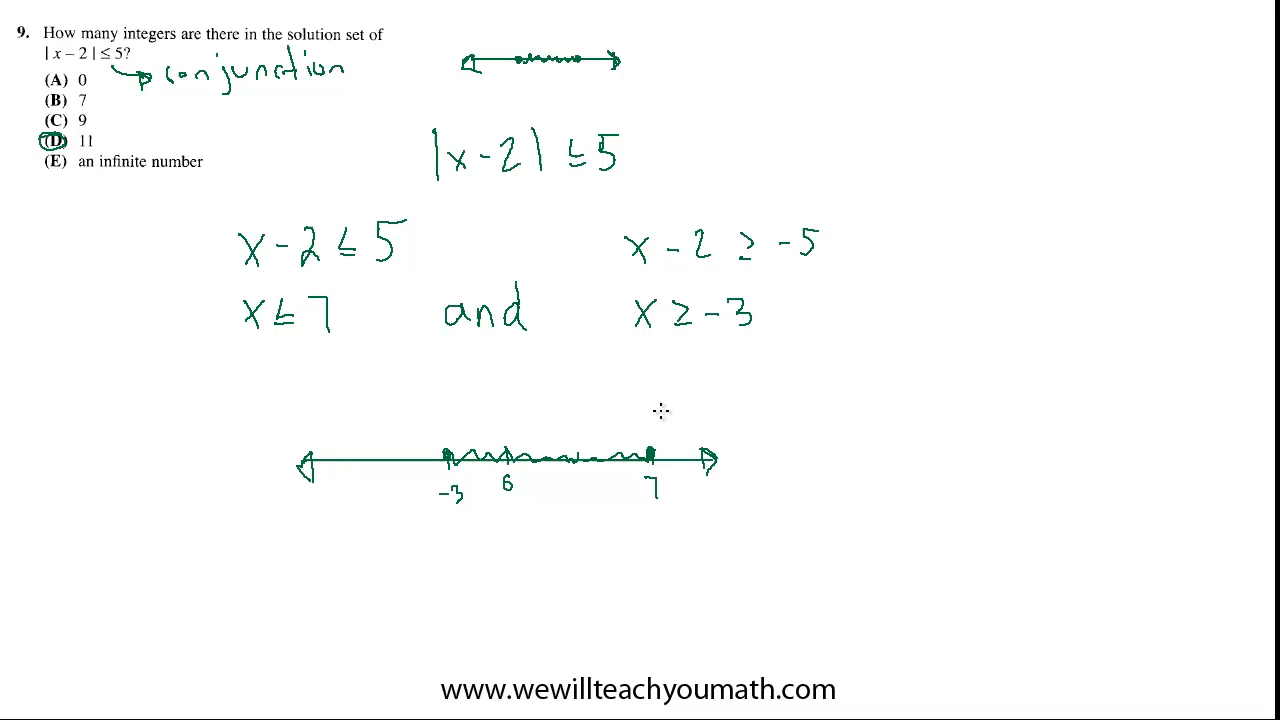 9. How many integers are there in the solution set of
| x – 2 | ≤ 5?
conjunction
(A) 0
(B) 7
(C) 9
(D) 11
(E) an infinite number
|x - 2| ≤ 5
x - 2 ≤ 5 x - 2 ≥ -5
x ≤ 7 and x ≥ -3
-3 6 7
www.wewillteachyoumath.com